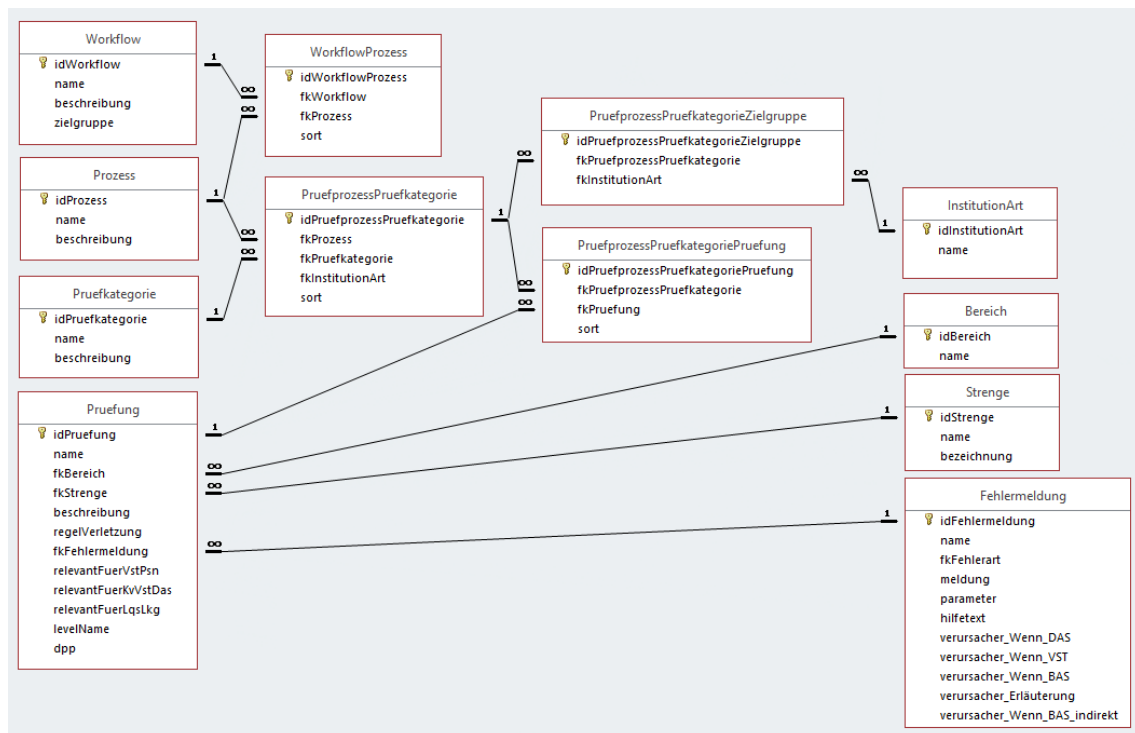 Workflow
idWorkflow
name
beschreibung
zielgruppe
1
∞
WorkflowProzess
idWorkflowProzess
fkWorkflow
fkProzess
sort
∞
Prozess
idProzess
name
beschreibung
1
∞
PruefprozessPruefkategorie
idPruefprozessPruefkategorie
fkProzess
fkPruefkategorie
fkInstitutionArt
sort
∞
1
Pruefkategorie
idPruefkategorie
name
beschreibung
1
PruefprozessPruefkategorieZielgruppe
idPruefprozessPruefkategorieZielgruppe
fkPruefprozessPruefkategorie
fkInstitutionArt
∞
∞
1
InstitutionArt
idInstitutionArt
name
PruefprozessPruefkategoriePruefung
idPruefprozessPruefkategoriePruefung
fkPruefprozessPruefkategorie
fkPruefung
sort
∞
∞
Bereich
idBereich
name
1
Strenge
idStrenge
name
bezeichnung
1
Pruefung
idPruefung
name
fkBereich
fkStrenge
beschreibung
regelVerletzung
fkFehlermeldung
relevantFuerVstPsn
relevantFuerKvVstDas
relevantFuerLqsLkg
levelName
dpp
1
∞
∞
∞
1
Fehlermeldung
idFehlermeldung
name
fkFehlerart
meldung
parameter
hilfetext
verursacher_Wenn_DAS
verursacher_Wenn_VST
verursacher_Wenn_BAS
verursacher_Erläuterung
verursacher_Wenn_BAS_indirekt